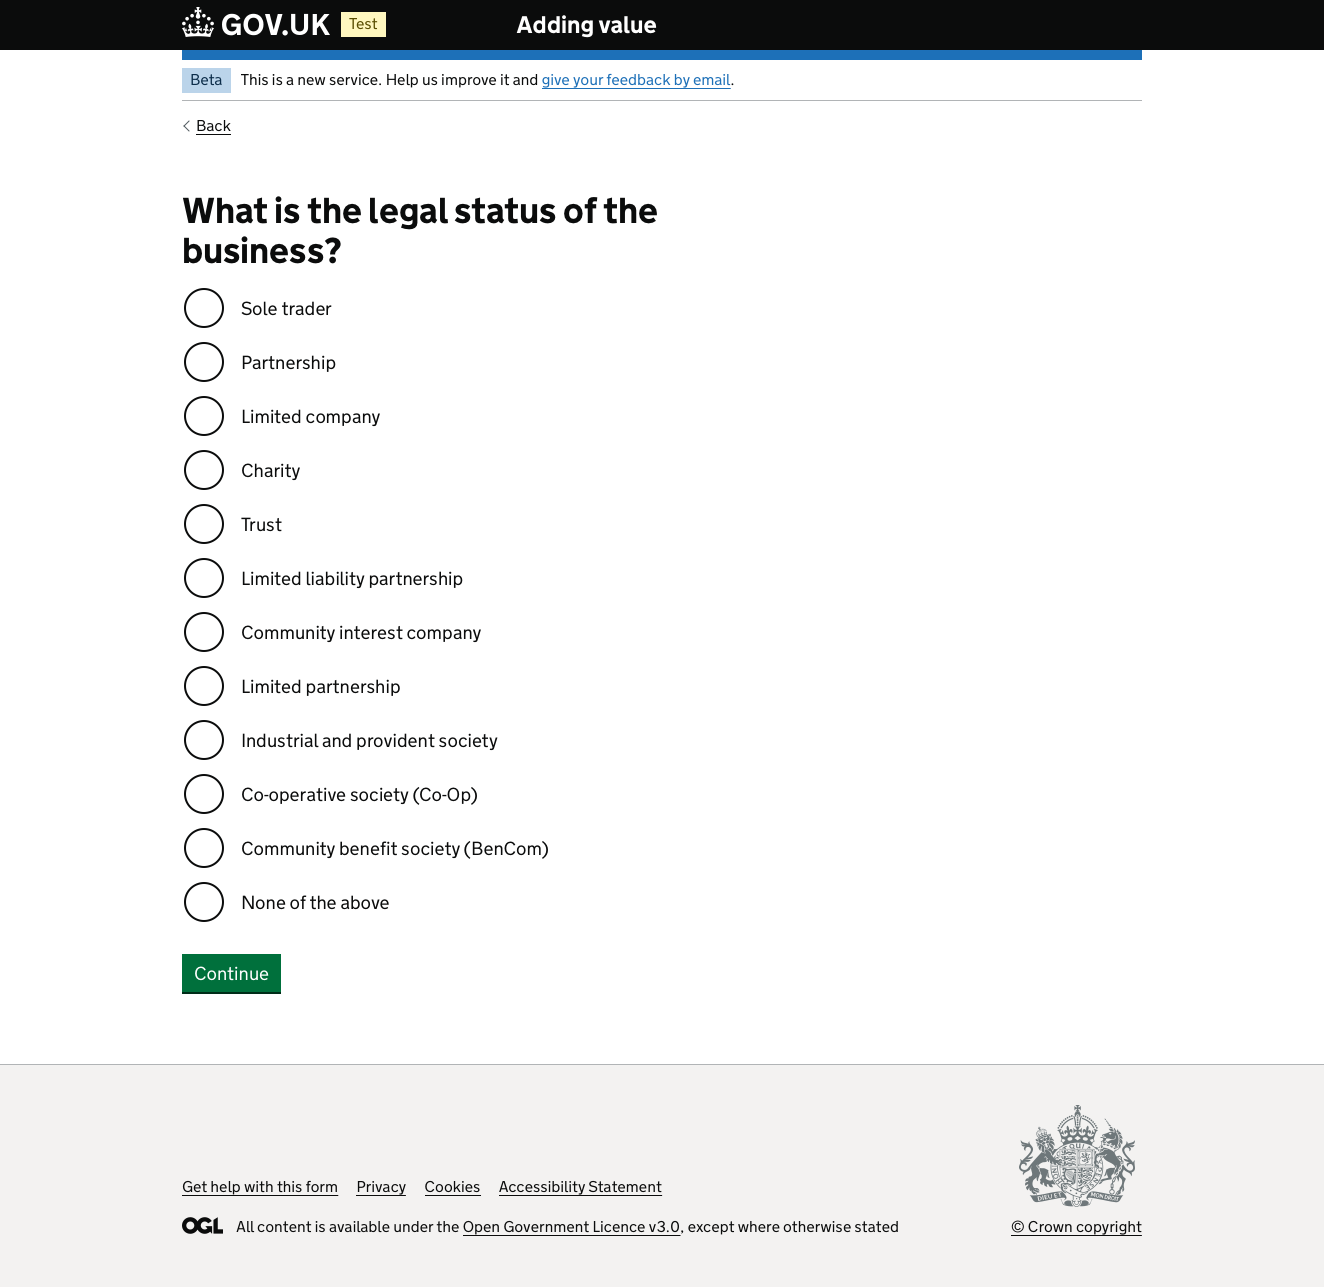 GOV.UK Test Adding value
Beta This is a new service. Help us improve it and give your feedback by email.
Back
What is the legal status of the
business?
Sole trader
Partnership
Limited company
Charity
Trust
Limited liability partnership
Community interest company
Limited partnership
Industrial and provident society
Co-operative society (Co-Op)
Community benefit society (BenCom)
None of the above
Continue
Get help with this form Privacy Cookies Accessibility Statement
OGL All content is available under the Open Government Licence v3.0, except where otherwise stated
© Crown copyright